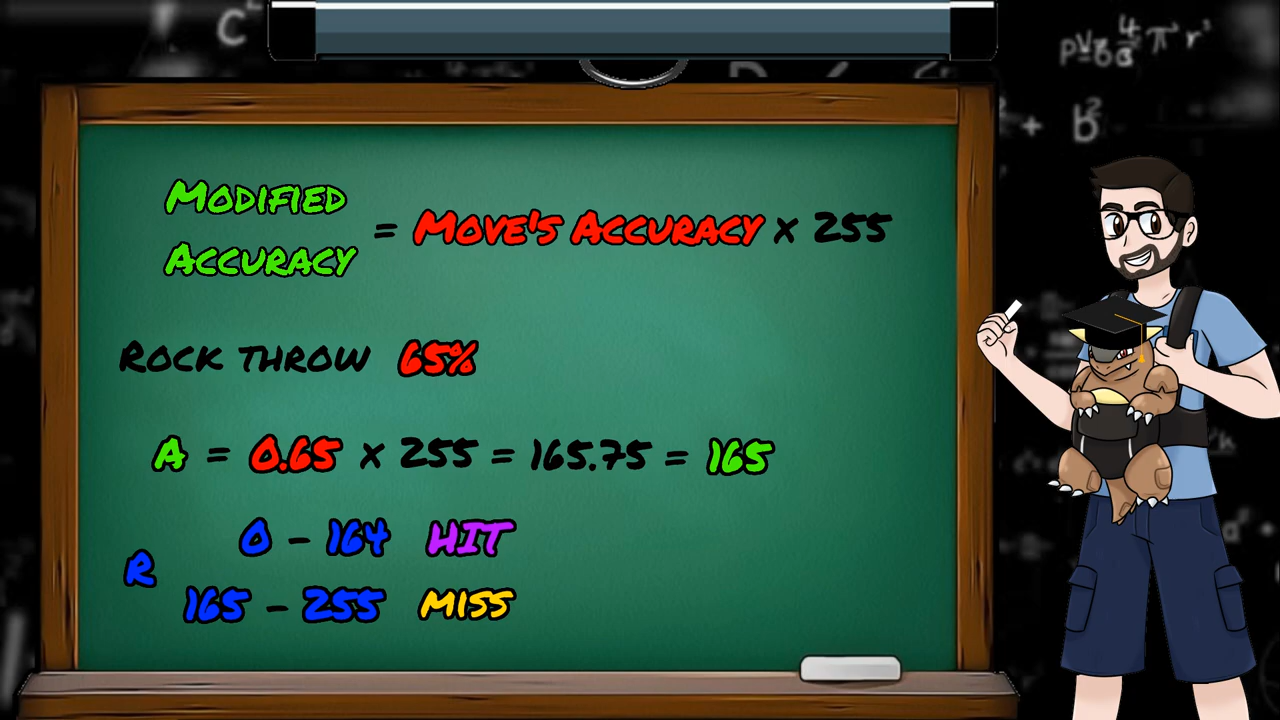 MODIFIED
ACCURACY
= MOVE'S ACCURACY x 255
ROCK THROW 65%
A = 0.65 x 255 = 165.75 = 165
R
0 - 164 HIT
165 - 255 MISS
b²